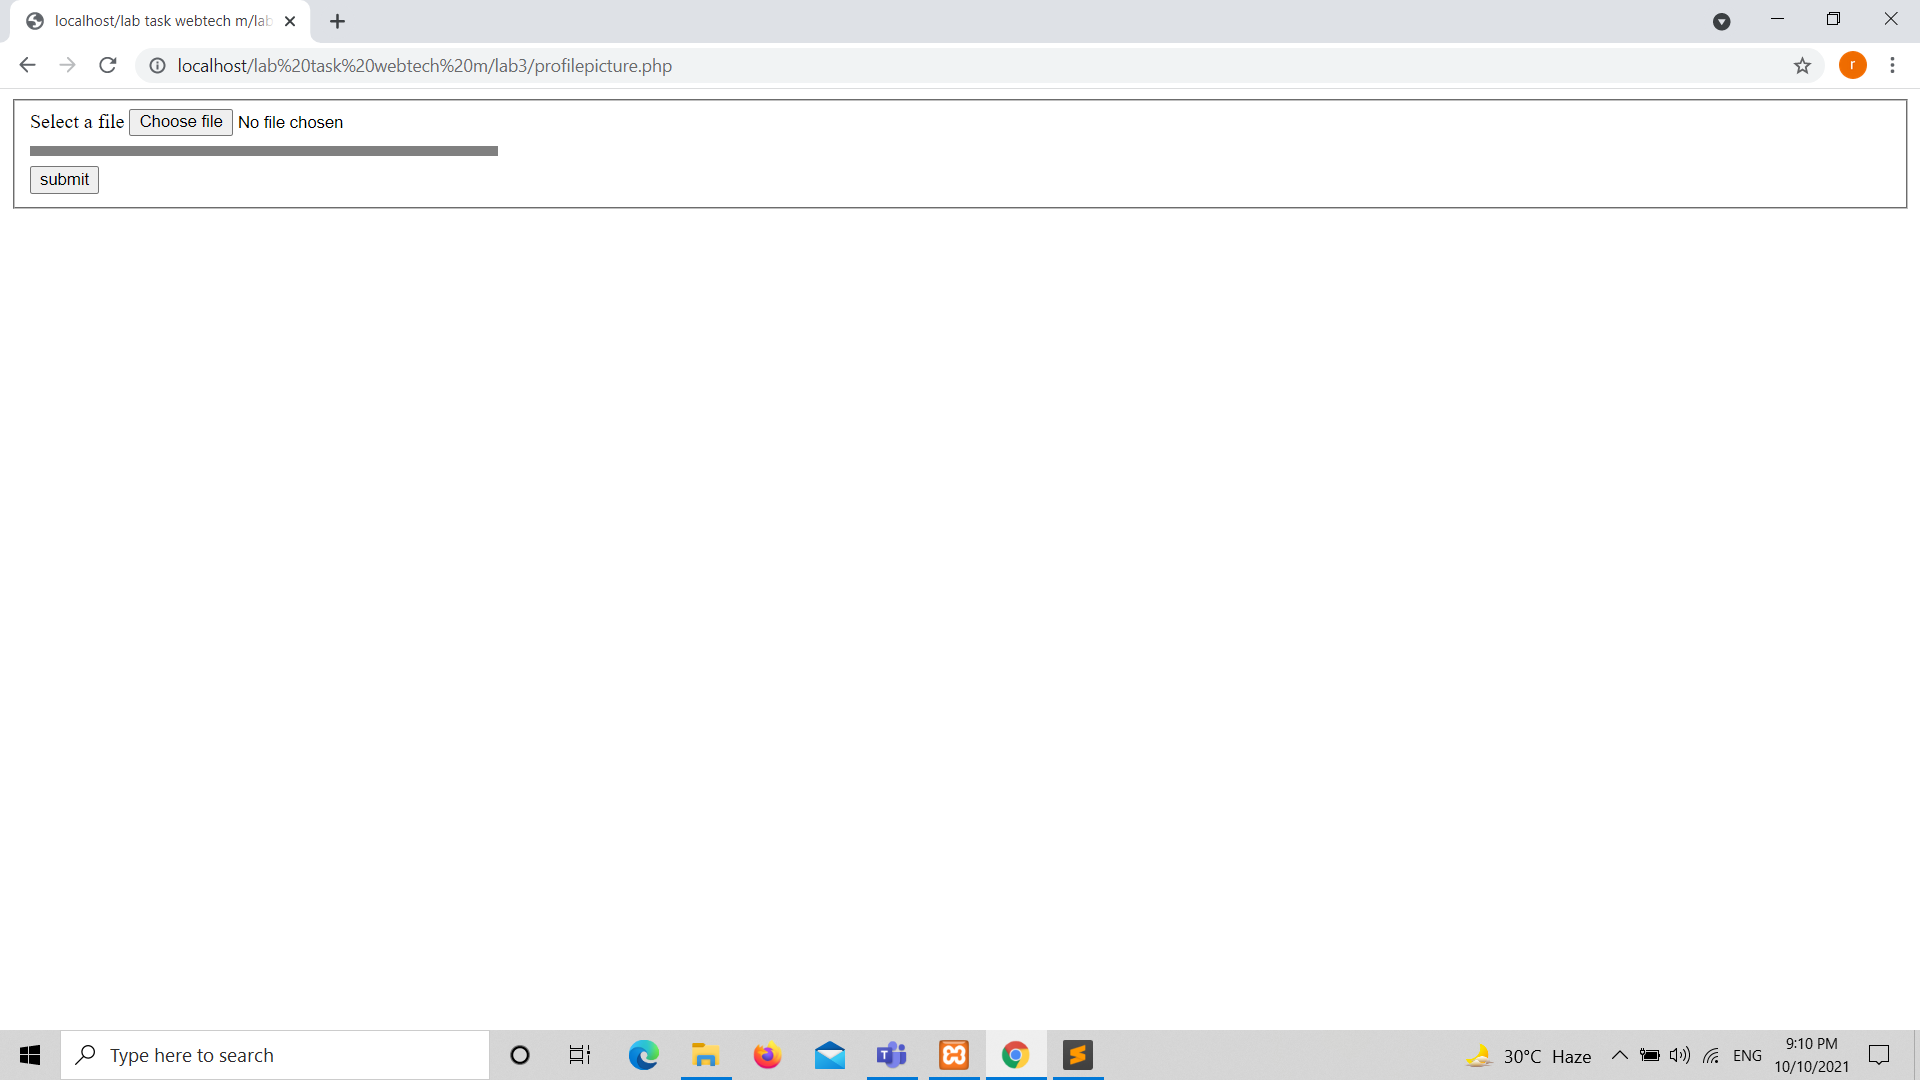 localhost/lab task webtech m/lab
localhost/lab%20task%20webtech%20m/lab3/profilepicture.php
r
Select a file Choose file No file chosen
submit
Type here to search
30°C Haze
ENG
9:10 PM
10/10/2021